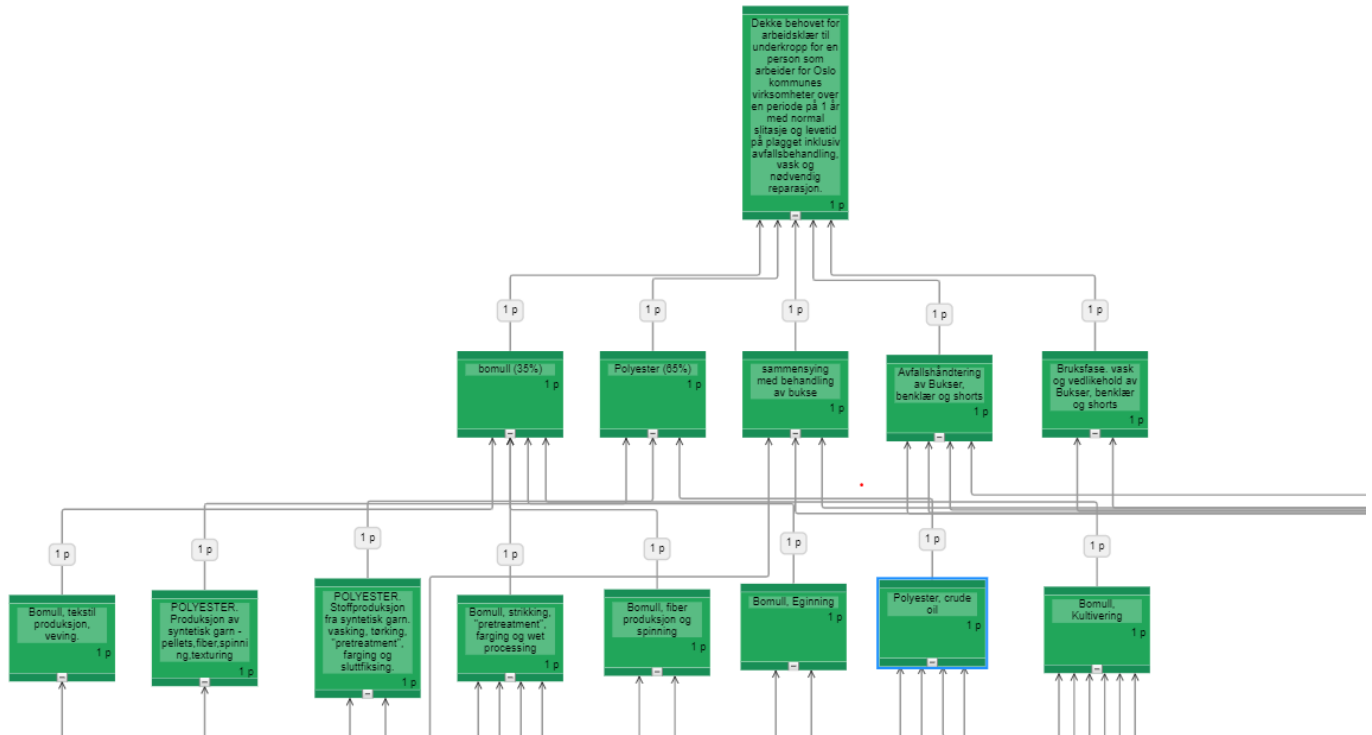 Dekke behovet for
arbeidsklær til
underkropp for en
person som
arbeider for Oslo
kommunes
virksomheter over
en periode på 1 år
med normal
slitasje og levetid
på plagget inklusiv
avfallsbehandling,
vask og
nødvendig
reparasjon.
1 p
1 p
1 p
1 p
1 p
1 p
bomull (35%)
1 p
Polyester (65%)
1 p
sammensying
med behandling
av bukse
1 p
Avfallshåndtering
av Bukser,
benklær og shorts
1 p
Bruksfase. vask
og vedlikehold av
Bukser, benklær
og shorts
1 p
1 p
1 p
1 p
1 p
1 p
1 p
1 p
1 p
Bomull, tekstil
produksjon,
veving.
1 p
POLYESTER.
Produksjon av
syntetisk garn -
pellets,fiber,spinni
ng,texturing
1 p
POLYESTER.
Stoffproduksjon
fra syntetisk garn.
vasking, tørking,
"pretreatment",
farging og
sluttfiksing.
1 p
Bomull, strikking,
"pretreatment",
farging og wet
processing
1 p
Bomull, fiber
produksjon og
spinning
1 p
Bomull, Eginning
1 p
Polyester, crude
oil
1 p
Bomull,
Kultivering
1 p